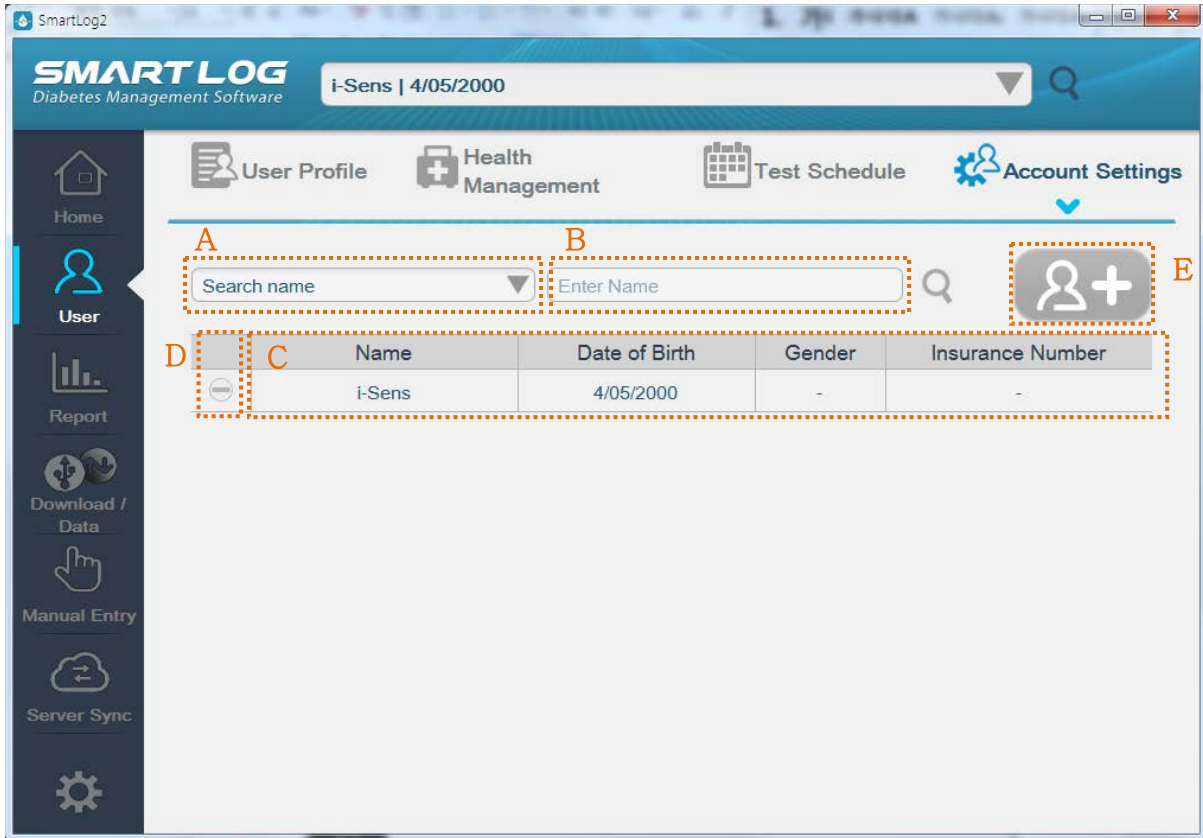 SmartLog2
SMART LOG
Diabetes Management Software
i-Sens | 4/05/2000
User Profile
Health
Management
Test Schedule
Account Settings
Home
User
Report
Download /
Data
Manual Entry
Server Sync
A
B
E
Search name
Enter Name
D
C
Name Date of Birth Gender Insurance Number
i-Sens 4/05/2000 - -